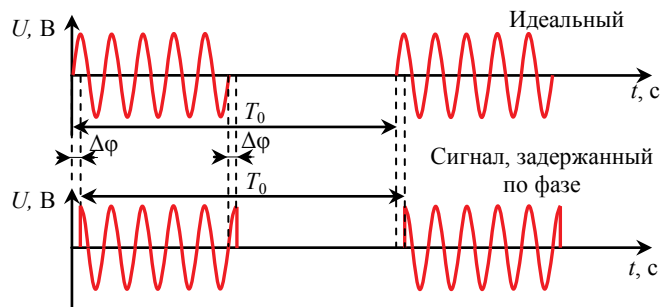 U, В
Идеальный
t, с
T0
Δφ
Δφ
Сигнал, задержанный
по фазе
T0
U, В
t, с